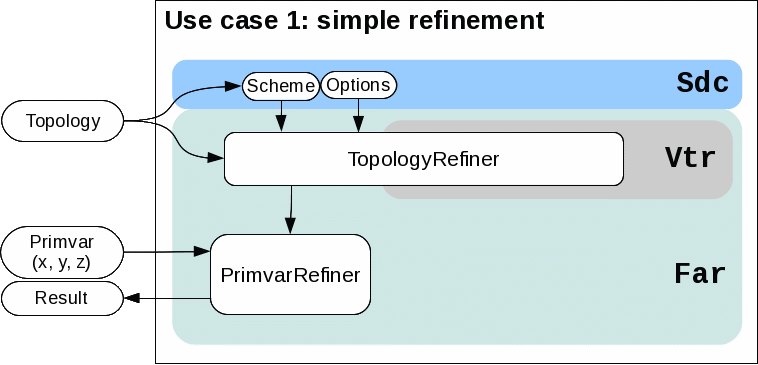 Use case 1: simple refinement
Sdc
Scheme
Options
Topology
TopologyRefiner
Vtr
Primvar
(x, y, z)
PrimvarRefiner
Far
Result